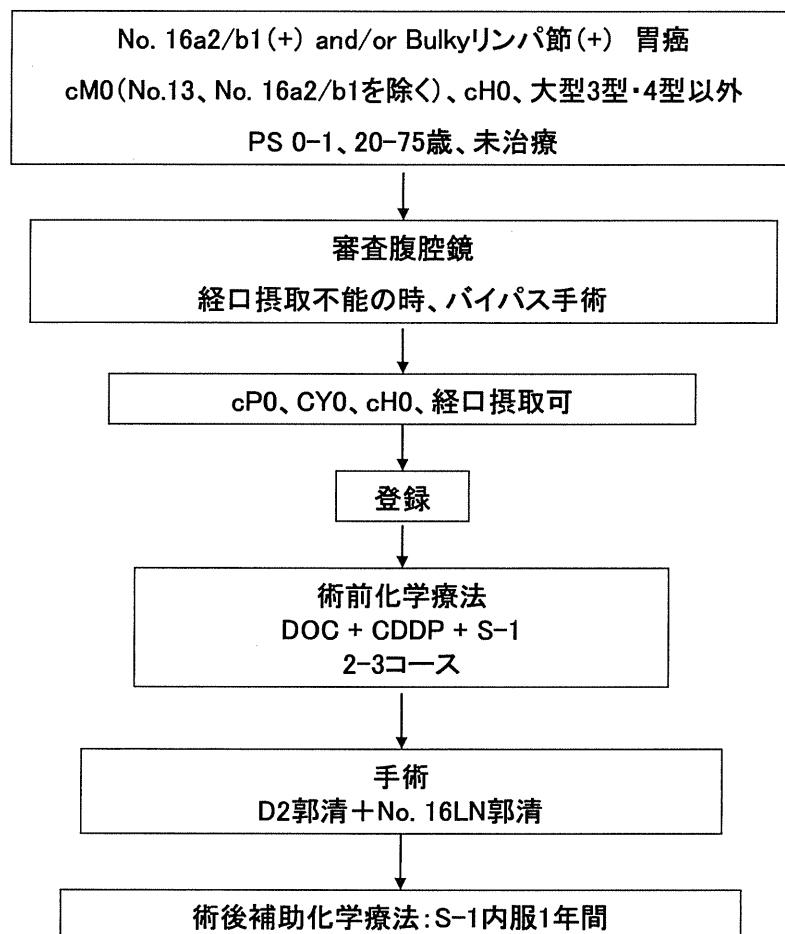 No. 16a2/b1(+) and/or Bulkyリンパ節(+) 胃癌
cM0(No.13、No. 16a2/b1を除く)、cH0、大型3型・4型以外
PS 0-1、20-75歳、未治療
審査腹腔鏡
経口摂取不能の時、バイパス手術
cP0、CY0、cH0、経口摂取可
登録
術前化学療法
DOC + CDDP + S-1
2-3コース
手術
D2郭清+No. 16LN郭清
術後補助化学療法:S-1内服1年間